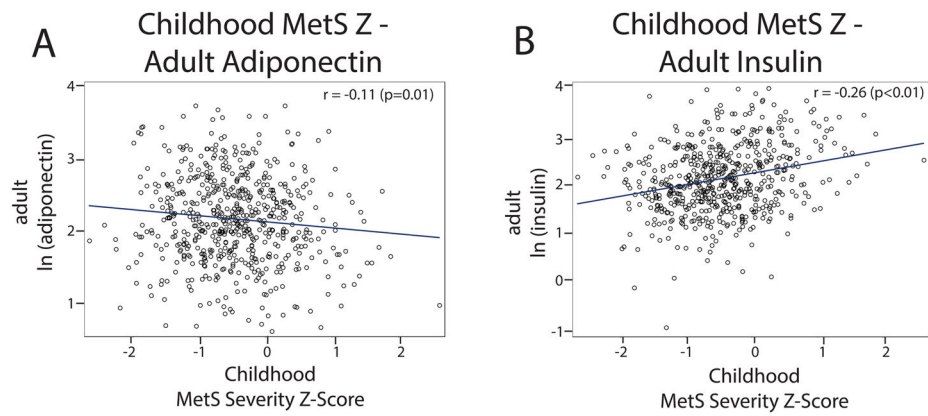 A
Childhood MetS Z -
Adult Adiponectin
r = -0.11 (p=0.01)
4
3
2
1
adult
ln (adiponectin)
-2
-1
0
1
2
Childhood
MetS Severity Z-Score
B
Childhood MetS Z -
Adult Insulin
r = -0.26 (p<0.01)
4
3
2
1
0
-1
adult
ln (insulin)
-2
-1
0
1
2
Childhood
MetS Severity Z-Score